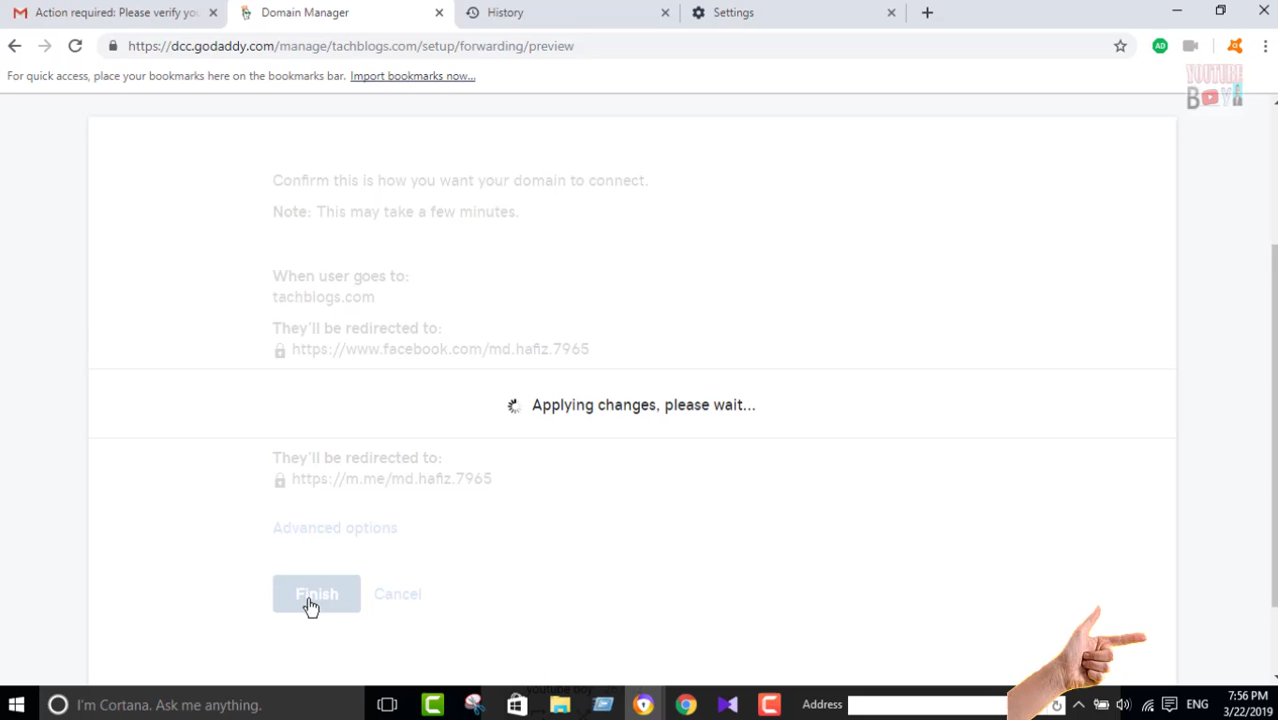 Action required: Please verify yo
Domain Manager
History
Settings
https://dcc.godaddy.com/manage/tachblogs.com/setup/forwarding/preview
AD
For quick access, place your bookmarks here on the bookmarks bar. Import bookmarks now...
YOUTUBE
BOY
Confirm this is how you want your domain to connect.
Note: This may take a few minutes.
When user goes to:
tachblogs.com
They'll be redirected to:
https://www.facebook.com/md.hafiz.7965
Applying changes, please wait...
They'll be redirected to:
https://m.me/md.hafiz.7965
Advanced options
Finish Cancel
youtube boy
I'm Cortana. Ask me anything.
Address
ENG
7:56 PM
3/22/2019